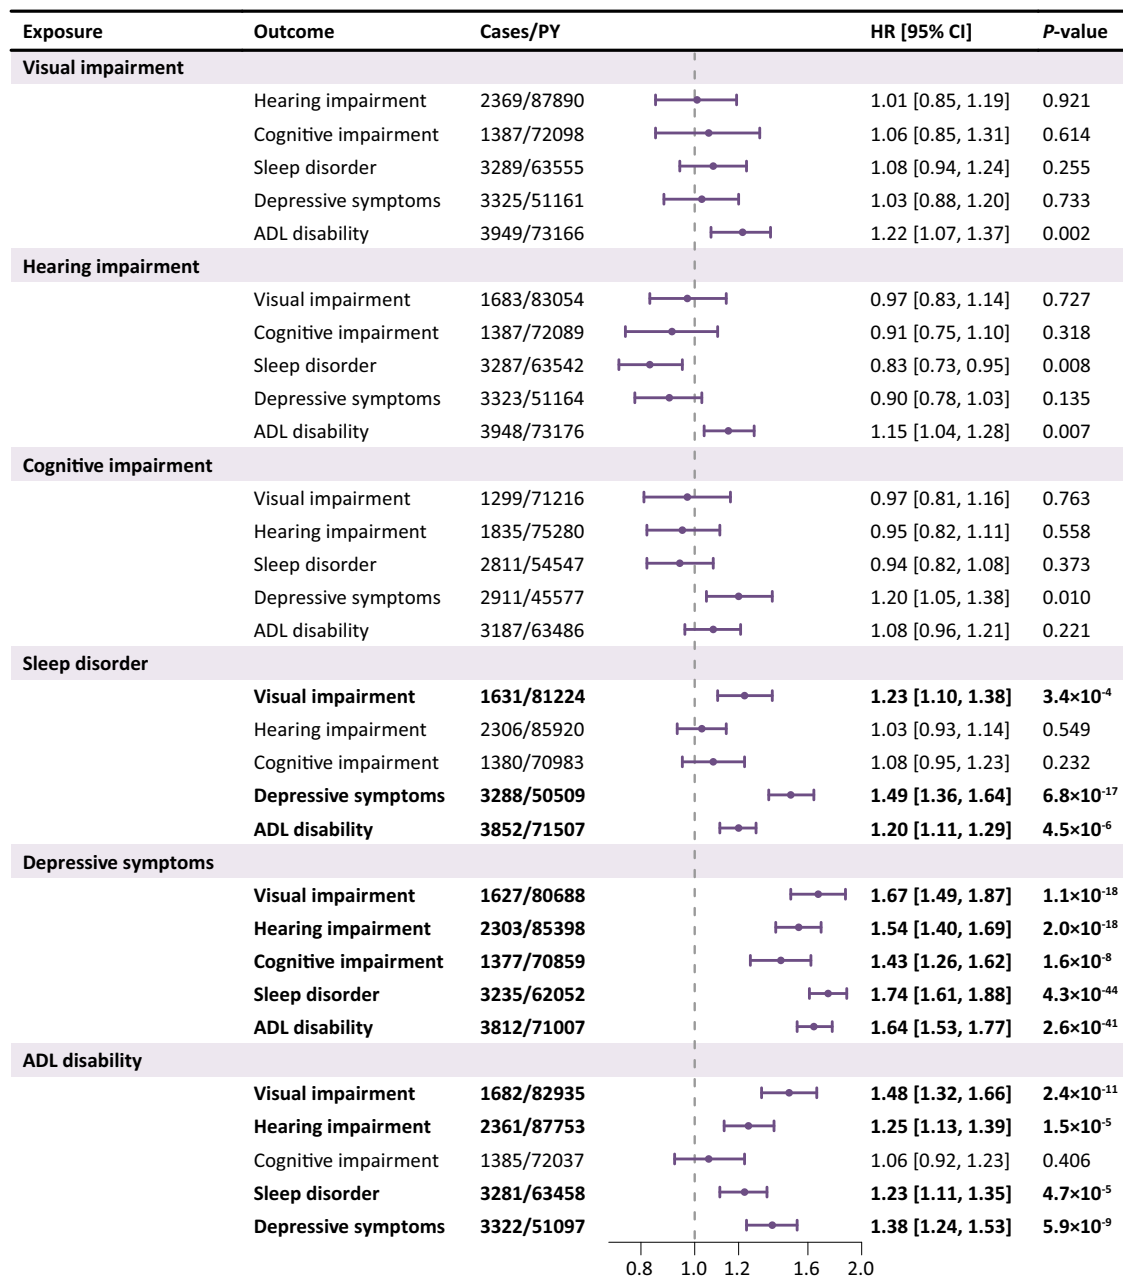 Exposure Outcome Cases/PY HR [95% CI] P-value
Visual impairment
Hearing impairment 2369/87890 1.01 [0.85, 1.19] 0.921
Cognitive impairment 1387/72098 1.06 [0.85, 1.31] 0.614
Sleep disorder 3289/63555 1.08 [0.94, 1.24] 0.255
Depressive symptoms 3325/51161 1.03 [0.88, 1.20] 0.733
ADL disability 3949/73166 1.22 [1.07, 1.37] 0.002
Hearing impairment
Visual impairment 1683/83054 0.97 [0.83, 1.14] 0.727
Cognitive impairment 1387/72089 0.91 [0.75, 1.10] 0.318
Sleep disorder 3287/63542 0.83 [0.73, 0.95] 0.008
Depressive symptoms 3323/51164 0.90 [0.78, 1.03] 0.135
ADL disability 3948/73176 1.15 [1.04, 1.28] 0.007
Cognitive impairment
Visual impairment 1299/71216 0.97 [0.81, 1.16] 0.763
Hearing impairment 1835/75280 0.95 [0.82, 1.11] 0.558
Sleep disorder 2811/54547 0.94 [0.82, 1.08] 0.373
Depressive symptoms 2911/45577 1.20 [1.05, 1.38] 0.010
ADL disability 3187/63486 1.08 [0.96, 1.21] 0.221
Sleep disorder
Visual impairment 1631/81224 1.23 [1.10, 1.38] 3.4×10⁻⁴
Hearing impairment 2306/85920 1.03 [0.93, 1.14] 0.549
Cognitive impairment 1380/70983 1.08 [0.95, 1.23] 0.232
Depressive symptoms 3288/50509 1.49 [1.36, 1.64] 6.8×10⁻¹⁷
ADL disability 3852/71507 1.20 [1.11, 1.29] 4.5×10⁻⁶
Depressive symptoms
Visual impairment 1627/80688 1.67 [1.49, 1.87] 1.1×10⁻¹⁸
Hearing impairment 2303/85398 1.54 [1.40, 1.69] 2.0×10⁻¹⁸
Cognitive impairment 1377/70859 1.43 [1.26, 1.62] 1.6×10⁻⁸
Sleep disorder 3235/62052 1.74 [1.61, 1.88] 4.3×10⁻⁴⁴
ADL disability 3812/71007 1.64 [1.53, 1.77] 2.6×10⁻⁴¹
ADL disability
Visual impairment 1682/82935 1.48 [1.32, 1.66] 2.4×10⁻¹¹
Hearing impairment 2361/87753 1.25 [1.13, 1.39] 1.5×10⁻⁵
Cognitive impairment 1385/72037 1.06 [0.92, 1.23] 0.406
Sleep disorder 3281/63458 1.23 [1.11, 1.35] 4.7×10⁻⁵
Depressive symptoms 3322/51097 1.38 [1.24, 1.53] 5.9×10⁻⁹
0.8 1.0 1.2 1.6 2.0